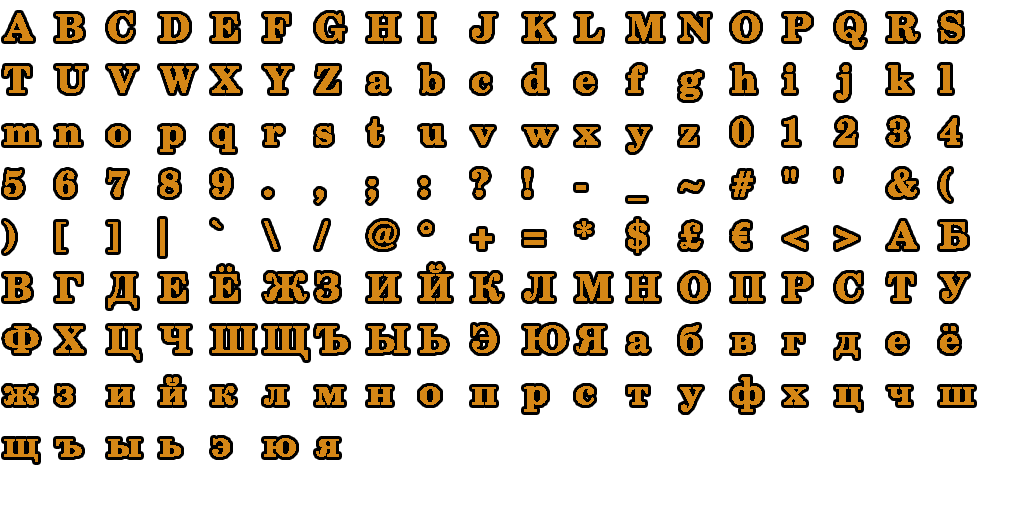 A B C D E F G H I J K L M N O P Q R S
T U V W X Y Z a b c d e f g h i j k l
m n o p q r s t u v w x y z 0 1 2 3 4
5 6 7 8 9 . , ; : ? ! - _ ~ # " ' & (
) [ ] | ` \ / @ ° + = * $ £ € < > А Б
В Г Д Е Ё Ж З И Й К Л М Н О П Р С Т У
Ф Х Ц Ч Ш Щ Ъ Ы Ь Э Ю Я а б в г д е ё
ж з и й к л м н о п р с т у ф х ц ч ш
щ ъ ы ь э ю я